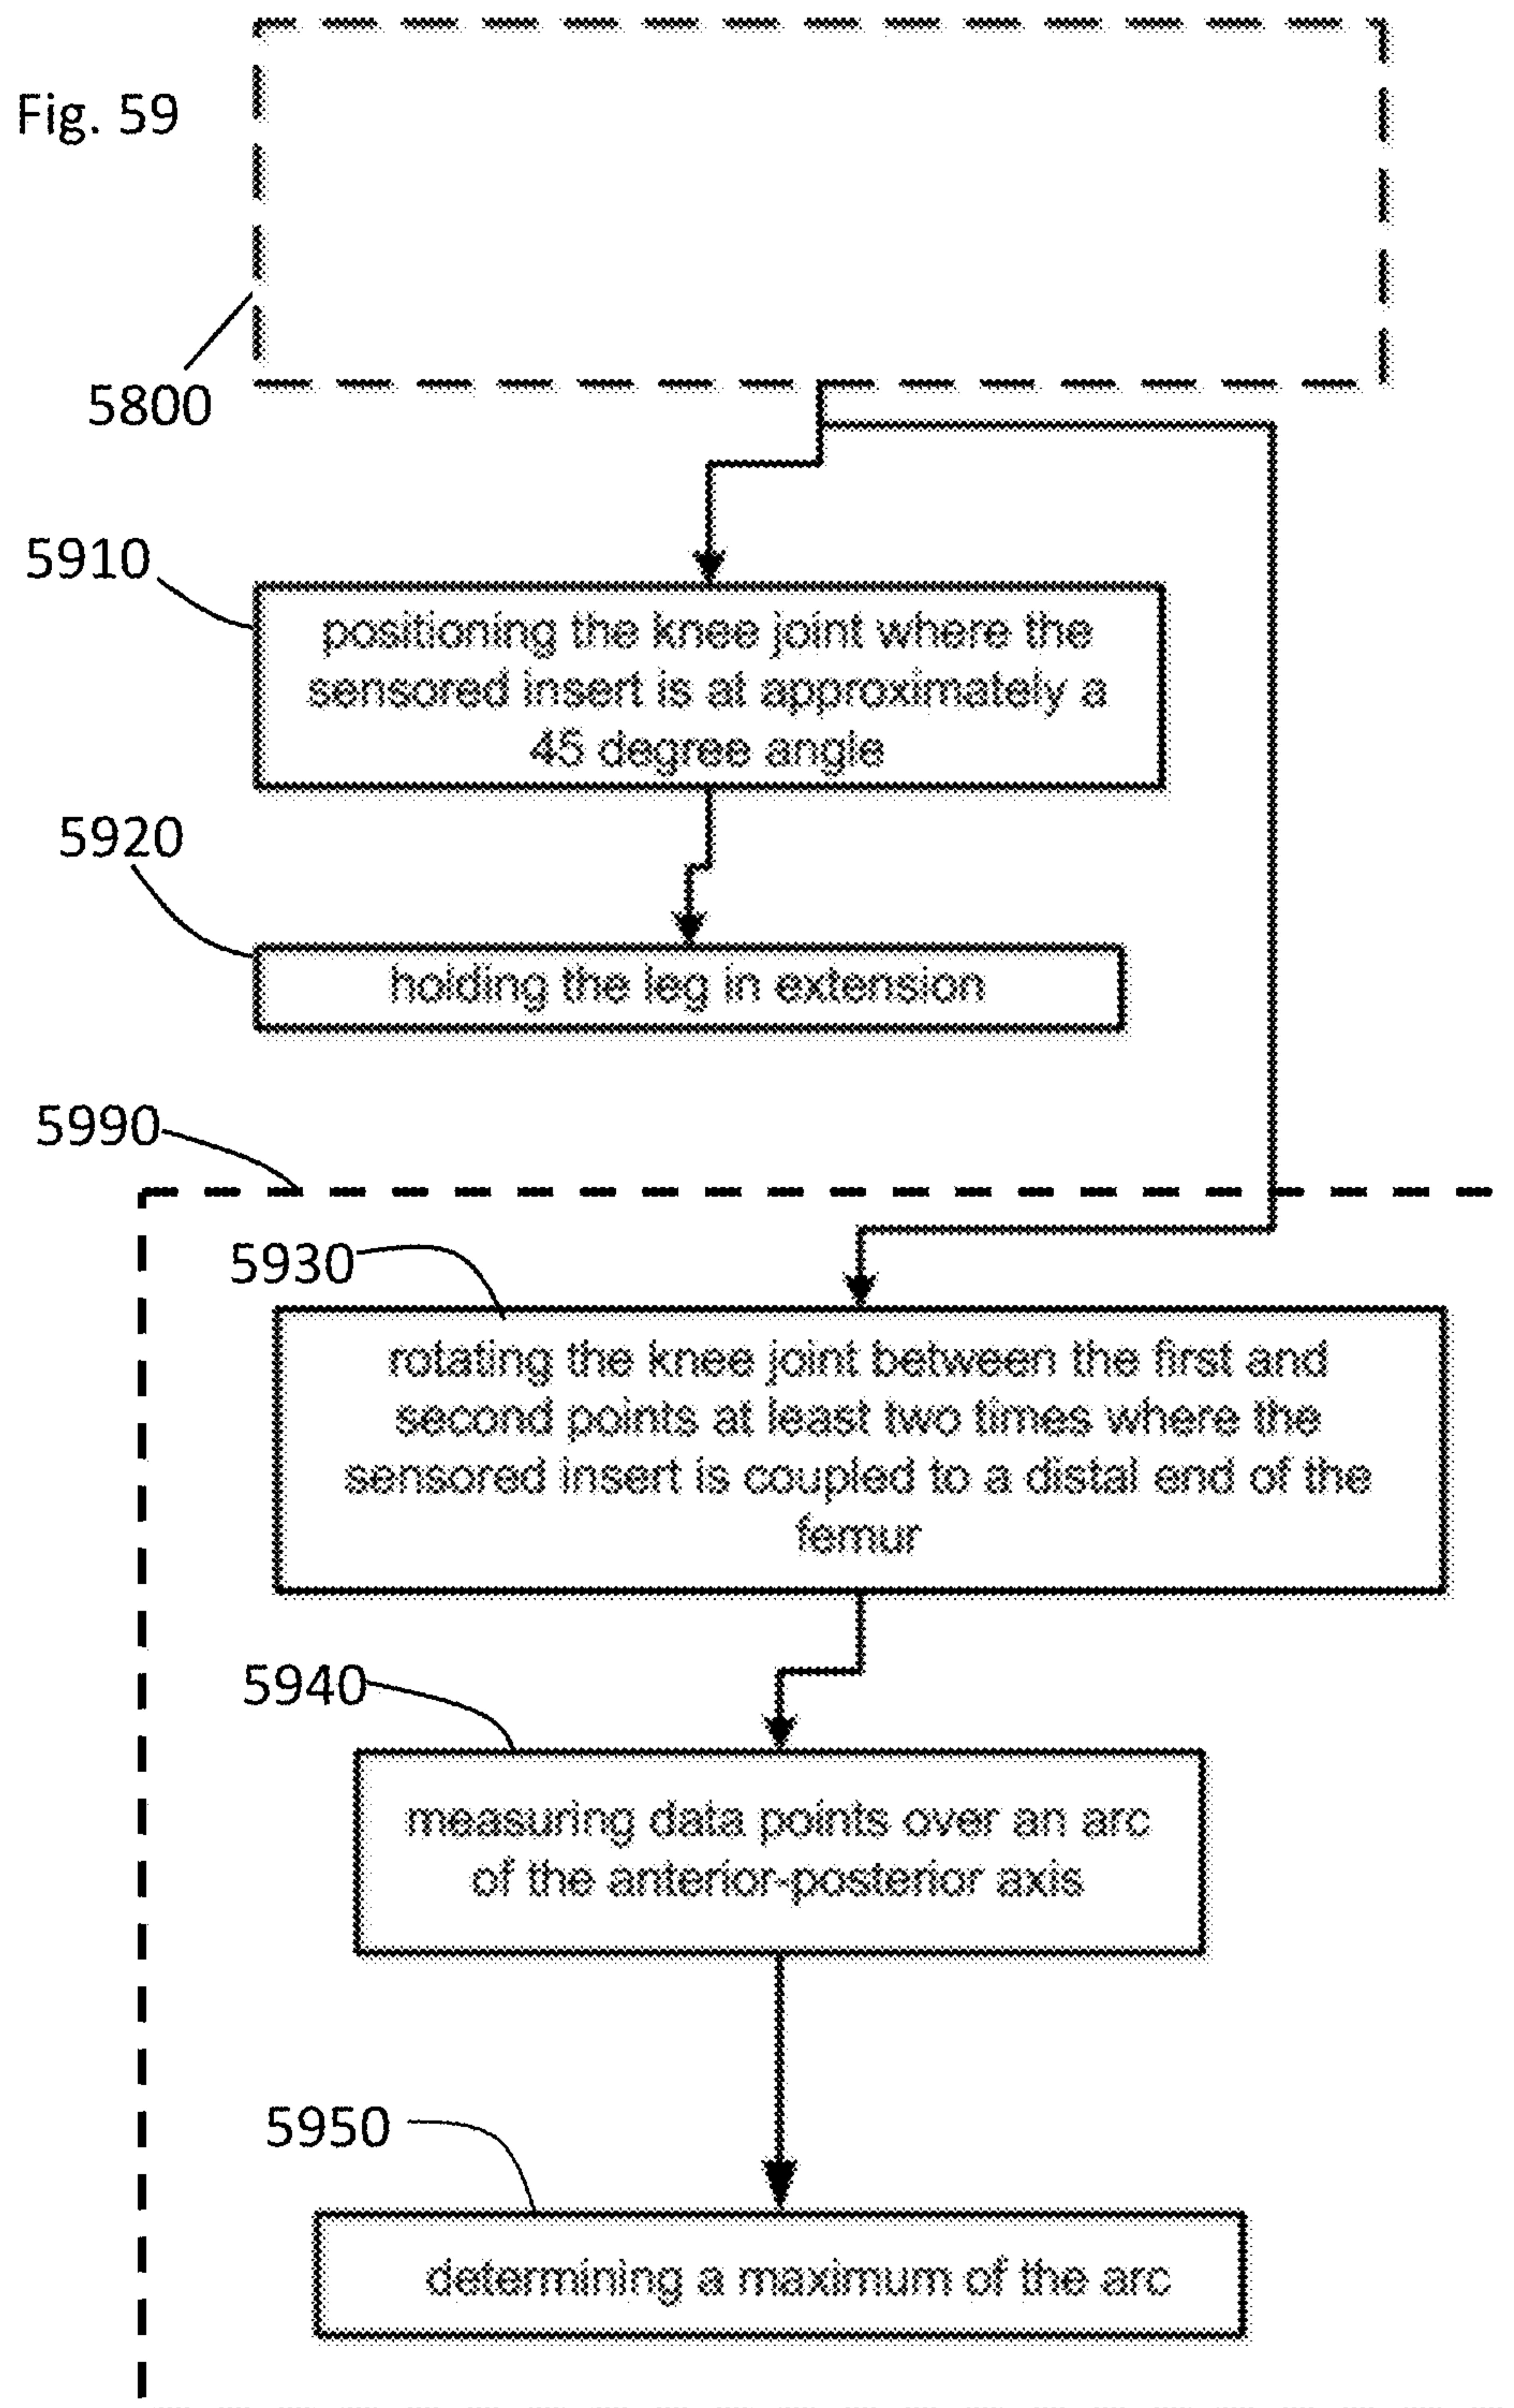 Fig. 59
5800
5910
positioning the knee joint where the
sensored insert is at approximately a
45 degree angle
5920
holding the leg in extension
5990
5930
rotating the knee joint between the first and
second points at least two times where the
sensored insert is coupled to a distal end of the
femur
5940
measuring data points over an arc
of the anterior-posterior axis
5950
determining a maximum of the arc